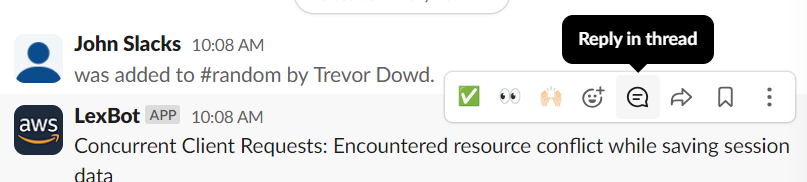 Reply in thread
John Slacks 10:08 AM
was added to #random by Trevor Dowd.
aws
LexBot APP 10:08 AM
Concurrent Client Requests: Encountered resource conflict while saving session
data